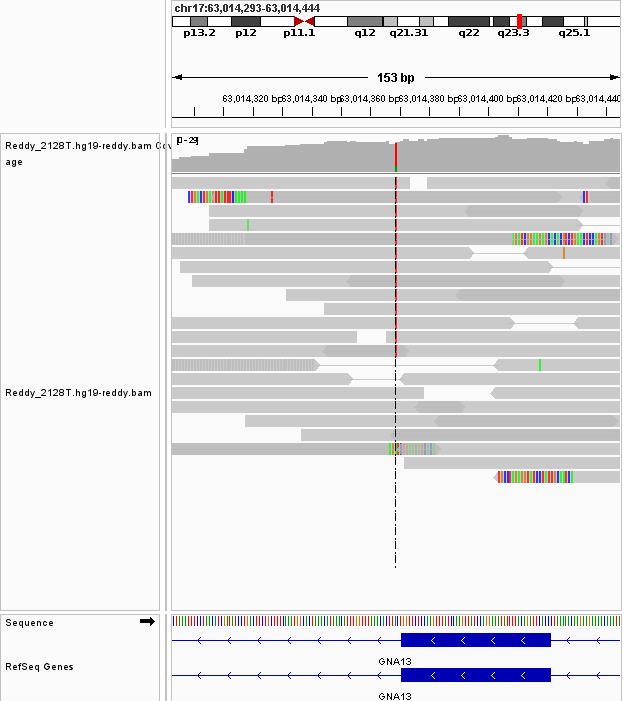 chr17:63,014,293-63,014,444
p13.2 p12 p11.1 q12 q21.31 q22 q23.3 q25.1
153 bp
63,014,320 bp 63,014,340 bp 63,014,360 bp 63,014,380 bp 63,014,400 bp 63,014,420 bp 63,014,440
Reddy_2128T.hg19-reddy.bam Cov
age
[0-29]
Reddy_2128T.hg19-reddy.bam
Sequence
GNA13
RefSeq Genes
GNA13